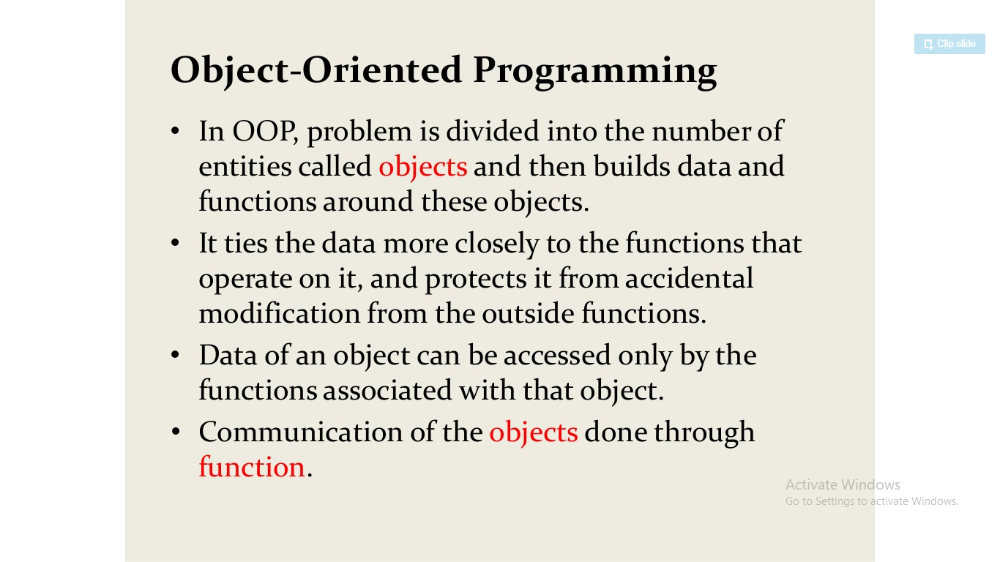 Clip slide
Object-Oriented Programming
• In OOP, problem is divided into the number of
entities called objects and then builds data and
functions around these objects.
• It ties the data more closely to the functions that
operate on it, and protects it from accidental
modification from the outside functions.
• Data of an object can be accessed only by the
functions associated with that object.
• Communication of the objects done through
function.
Activate Windows
Go to Settings to activate Windows.